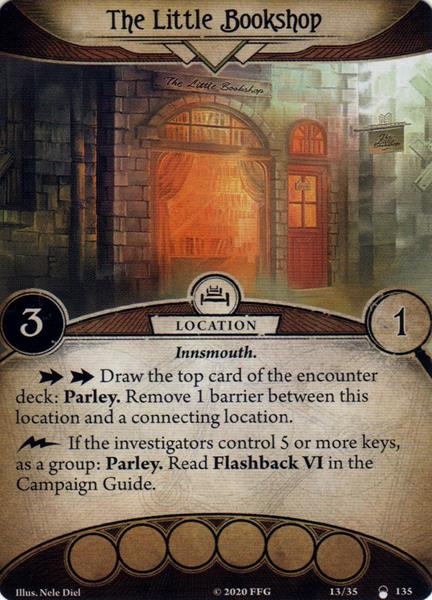 The Little Bookshop
The Little Bookshop
The
3
LOCATION
1
Innsmouth.
Draw the top card of the encounter
deck: Parley. Remove 1 barrier between this
location and a connecting location.
If the investigators control 5 or more keys,
as a group: Parley. Read Flashback VI in the
Campaign Guide.
Illus. Nele Diel
© 2020 FFG
13/35
135